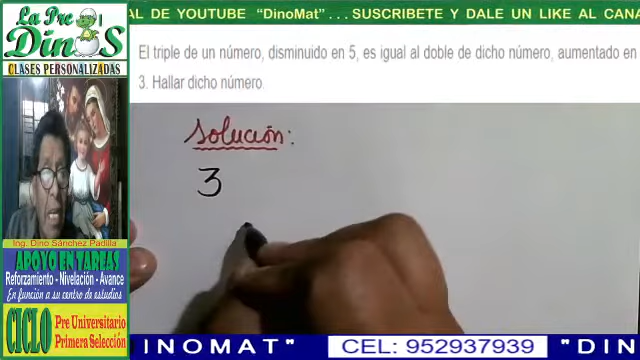 La Pre
DinoS
CLASES PERSONALIZADAS
AL DE YOUTUBE "DinoMat"... SUSCRIBETE Y DALE UN LIKE AL CANA
El triple de un número, disminuido en 5, es igual al doble de dicho número, aumentado en
3. Hallar dicho número.
Solución:
3
Ing. Dino Sánchez Padilla
APOYO EN TAREAS
Reforzamiento - Nivelación - Avance
En función a su centro de estudios
CICLO Pre Universitario
Primera Selección
INOMAT" CEL: 952937939 "DIN